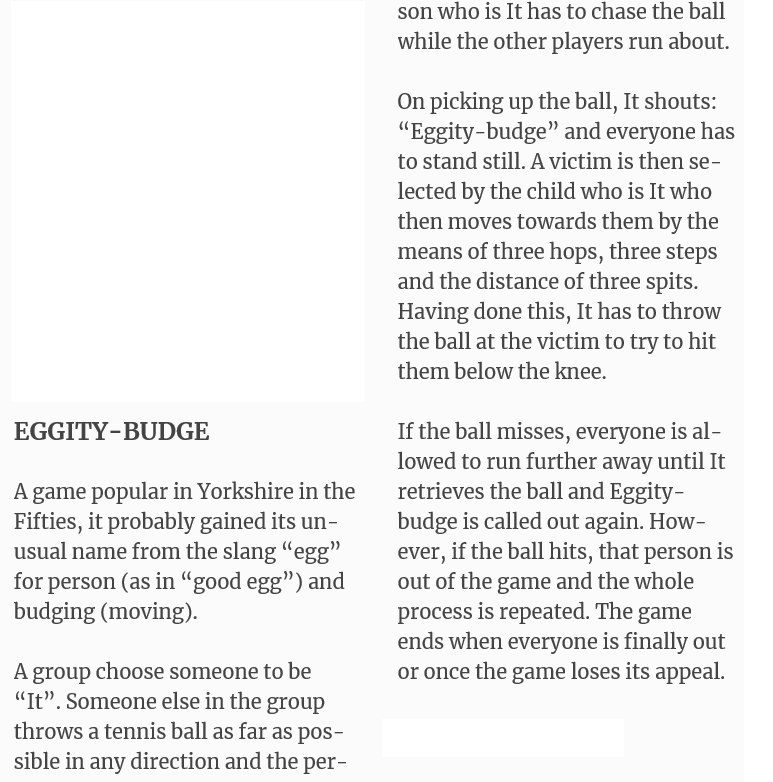 EGGITY-BUDGE
A game popular in Yorkshire in the
Fifties, it probably gained its un-
usual name from the slang “egg”
for person (as in “good egg”) and
budging (moving).
A group choose someone to be
“It”. Someone else in the group
throws a tennis ball as far as pos-
sible in any direction and the per-
son who is It has to chase the ball
while the other players run about.
On picking up the ball, It shouts:
“Eggity-budge” and everyone has
to stand still. A victim is then se-
lected by the child who is It who
then moves towards them by the
means of three hops, three steps
and the distance of three spits.
Having done this, It has to throw
the ball at the victim to try to hit
them below the knee.
If the ball misses, everyone is al-
lowed to run further away until It
retrieves the ball and Eggity-
budge is called out again. How-
ever, if the ball hits, that person is
out of the game and the whole
process is repeated. The game
ends when everyone is finally out
or once the game loses its appeal.